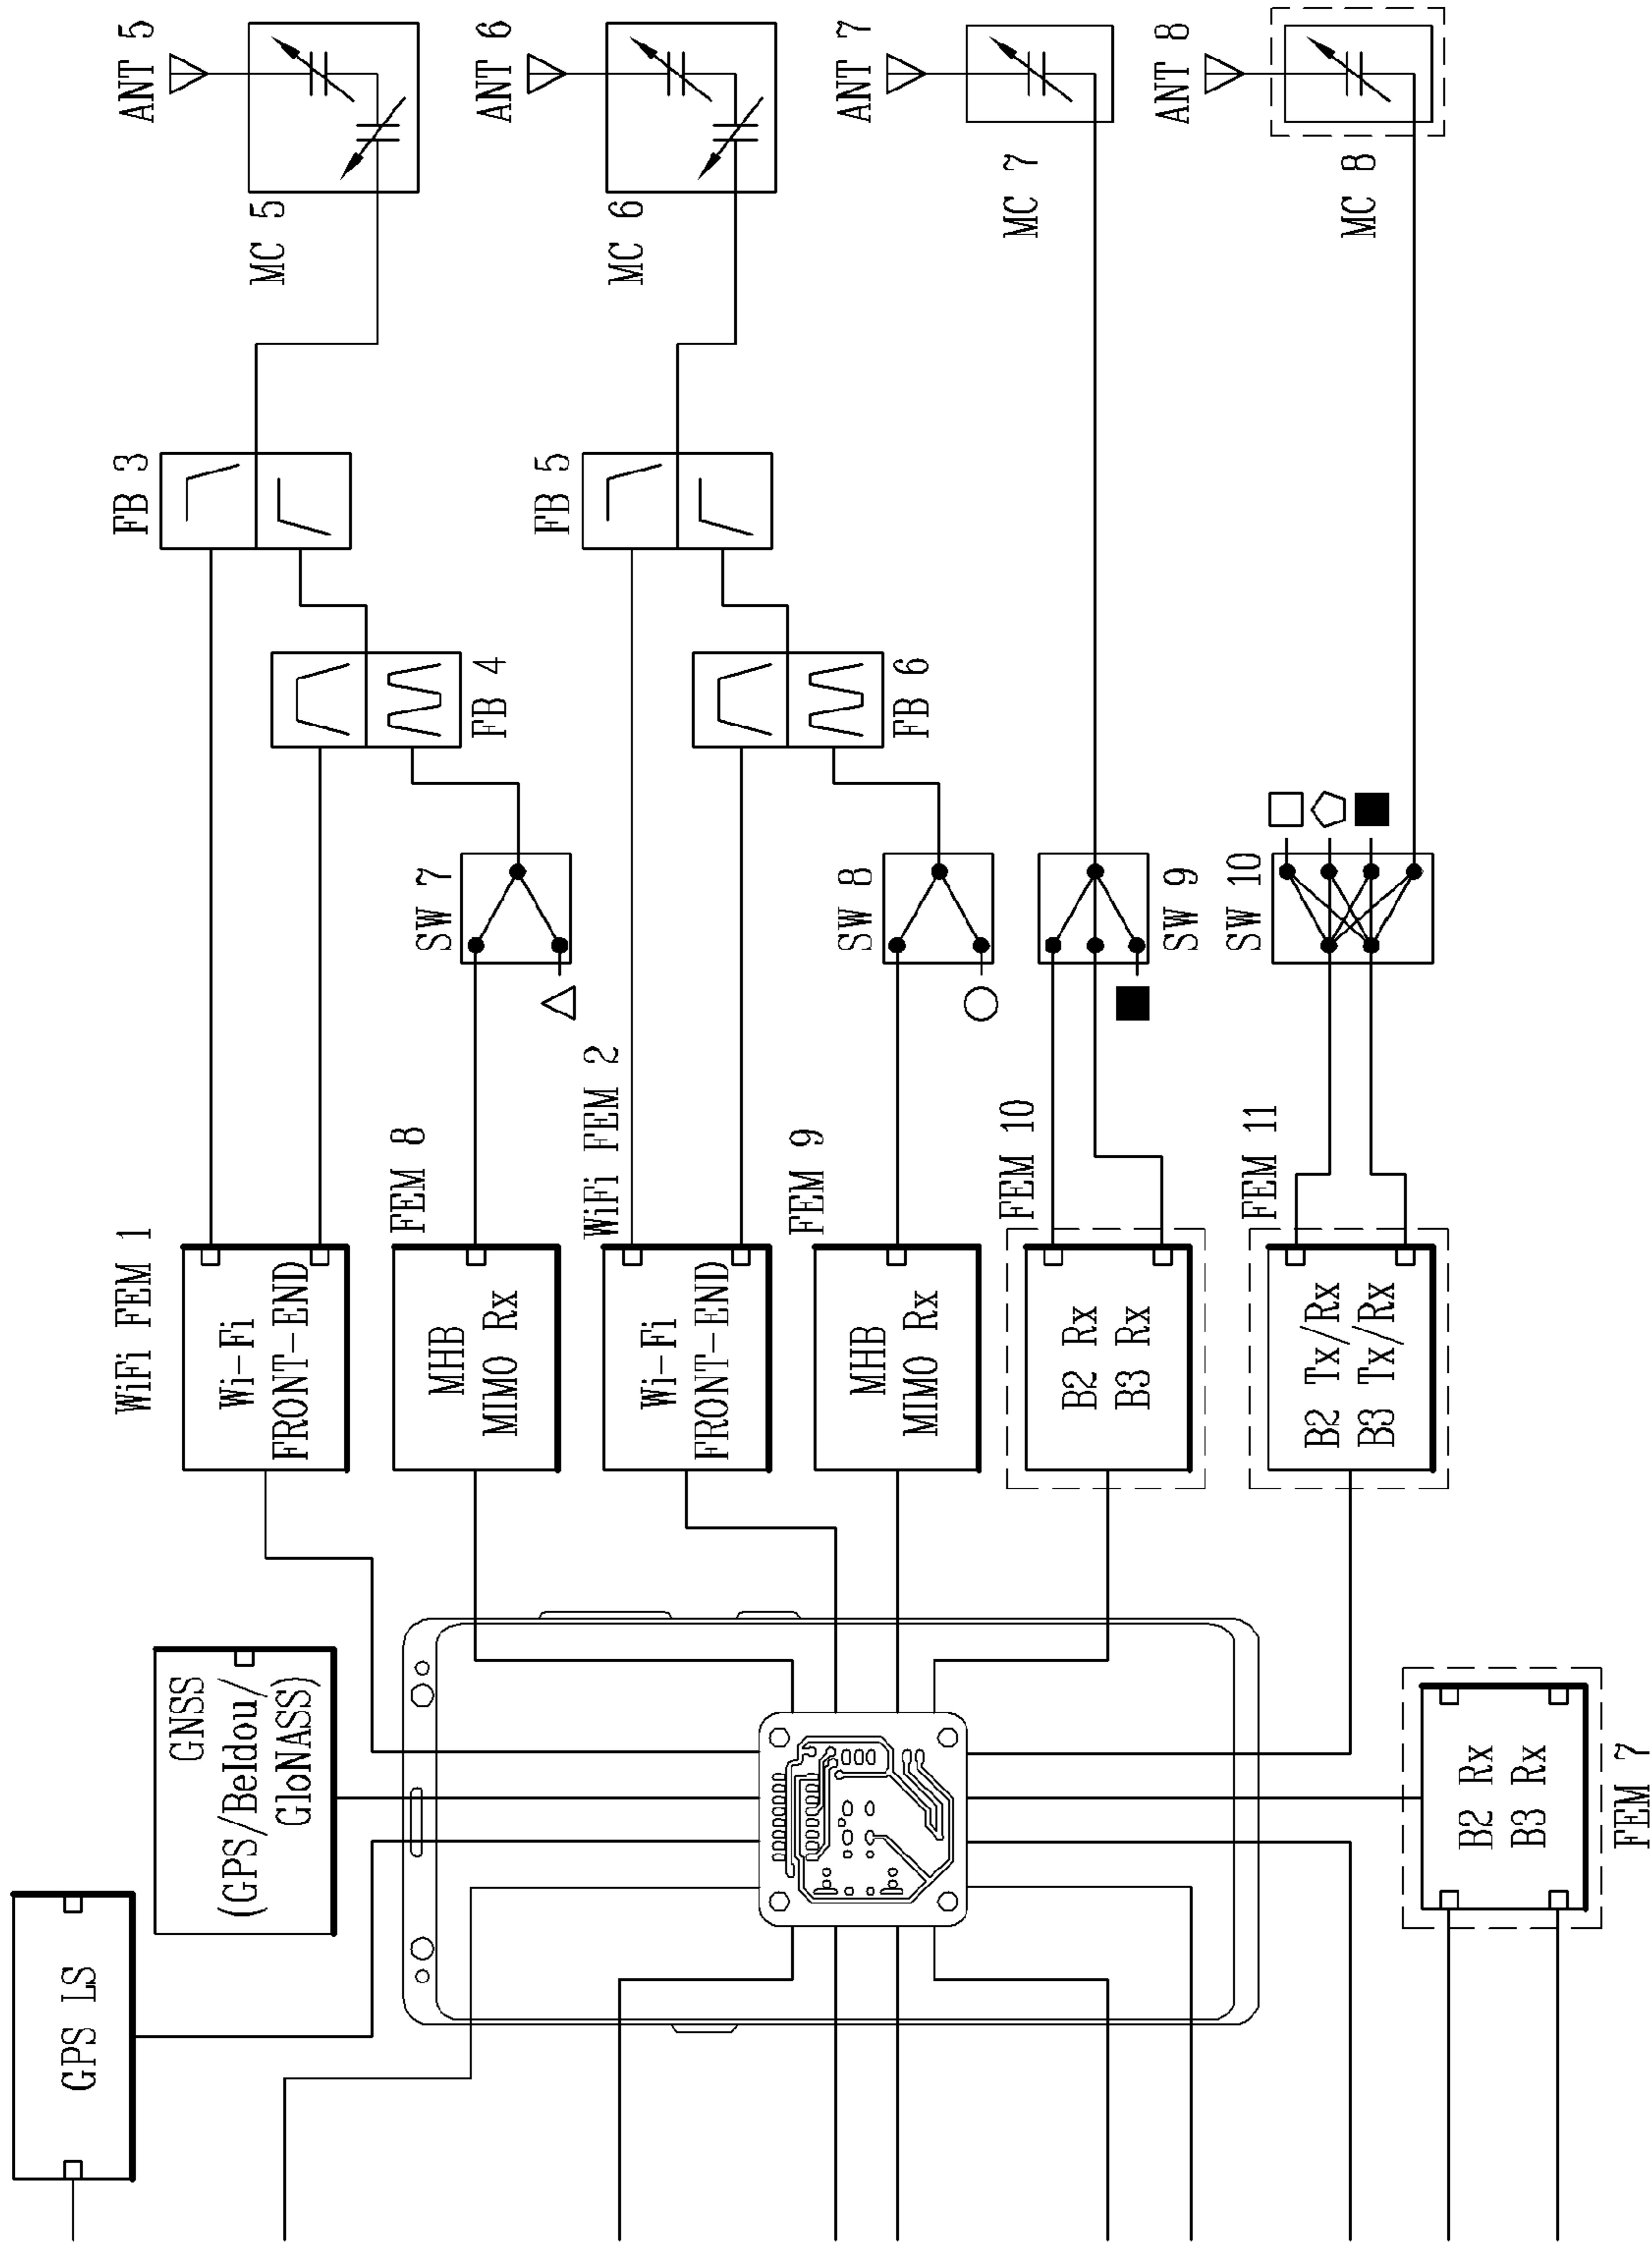 ANT 5
MC 5
ANT 6
MC 6
ANT 7
MC 7
ANT 8
MC 8
FB 3
FB 4
FB 5
FB 6
SW 7
SW 8
SW 9
SW 10
WiFi FEM 1
Wi-Fi
FRONT-END
FEM 8
MHB
MIMO Rx
WiFi FEM 2
Wi-Fi
FRONT-END
FEM 9
MHB
MIMO Rx
FEM 10
B2 Rx
B3 Rx
FEM 11
B2 Tx/Rx
B3 Tx/Rx
GNSS
(GPS/BeIdou/
GloNASS)
GPS LS
B2 Rx
B3 Rx
FEM 7